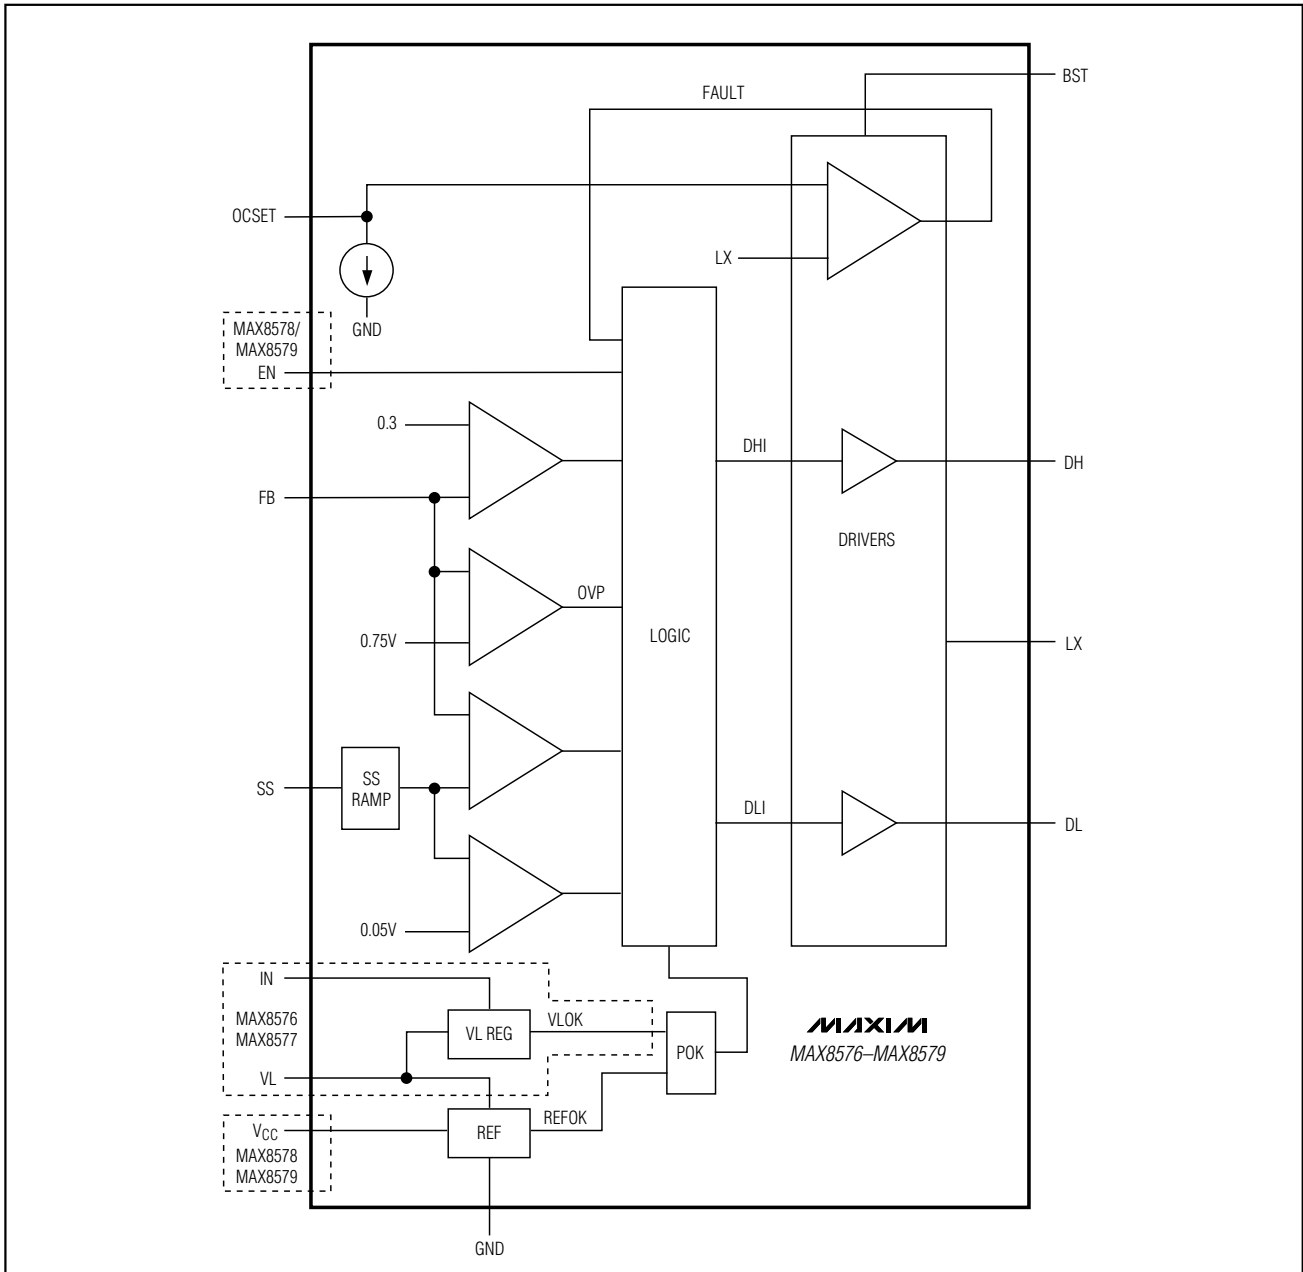 BST
FAULT
OCSET
LX
GND
MAX8578/
MAX8579
EN
0.3
DHI
DH
FB
DRIVERS
OVP
LOGIC
0.75V
LX
SS
SS
RAMP
DLI
DL
0.05V
IN
MAX8576
MAX8577
VL REG
VLOK
POK
MAXIM
MAX8576–MAX8579
VL
VCC
REF
REFOK
MAX8578
MAX8579
GND